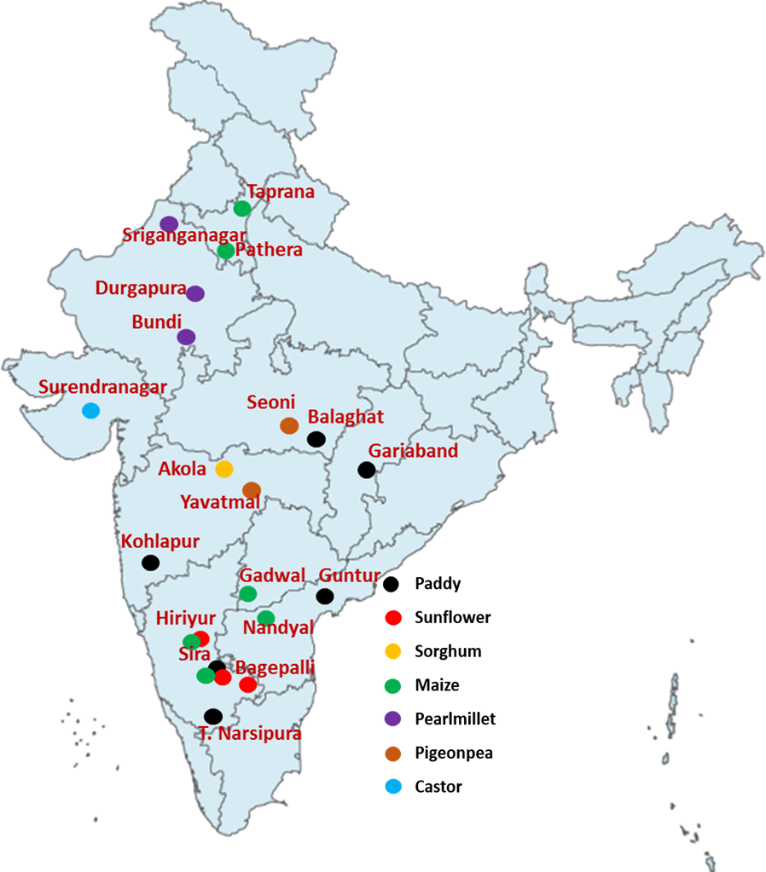 Taprana
Sriganganagar
Pathera
Durgapura
Bundi
Surendranagar
Seoni
Balaghat
Gariaband
Akola
Yavatmal
Kohlapur
Gadwal
Guntur
Hiriyur
Nandyal
Sira
Bagepalli
T. Narsipura
Paddy
Sunflower
Sorghum
Maize
Pearlmillet
Pigeonpea
Castor